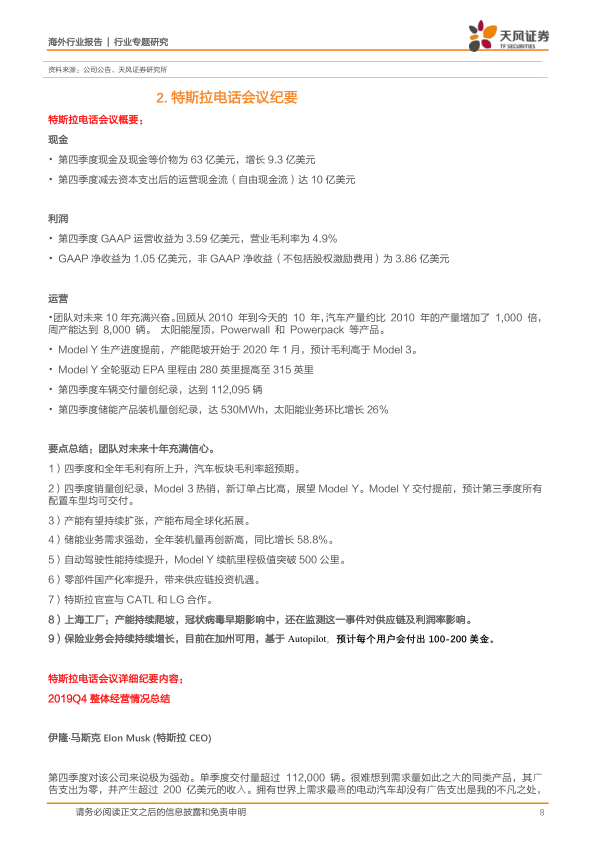 海外行业报告 | 行业专题研究
天风证券
TF SECURITIES
资料来源：公司公告、天风证券研究所
2. 特斯拉电话会议纪要
特斯拉电话会议概要：
现金
• 第四季度现金及现金等价物为 63 亿美元，增长 9.3 亿美元
• 第四季度减去资本支出后的运营现金流（自由现金流）达 10 亿美元
利润
• 第四季度 GAAP 运营收益为 3.59 亿美元，营业毛利率为 4.9%
• GAAP 净收益为 1.05 亿美元，非 GAAP 净收益（不包括股权激励费用）为 3.86 亿美元
运营
•团队对未来 10 年充满兴奋。回顾从2010 年到今天的 10 年，汽车产量约比 2010 年的产量增加了 1,000 倍，
周产能达到 8,000 辆。 太阳能屋顶，Powerwall 和 Powerpack 等产品。
• Model Y 生产进度提前，产能爬坡开始于 2020 年 1 月，预计毛利高于 Model 3。
• Model Y 全轮驱动 EPA 里程由 280 英里提高至 315 英里
• 第四季度车辆交付量创纪录，达到 112,095 辆
• 第四季度储能产品装机量创纪录，达 530MWh，太阳能业务环比增长 26%
要点总结：团队对未来十年充满信心。
1）四季度和全年毛利有所上升，汽车板块毛利率超预期。
2）四季度销量创纪录，Model 3 热销，新订单占比高，展望 Model Y。Model Y 交付提前，预计第三季度所有
配置车型均可交付。
3）产能有望持续扩张，产能布局全球化拓展。
4）储能业务需求强劲，全年装机量再创新高，同比增长 58.8%。
5）自动驾驶性能持续提升，Model Y 续航里程极值突破 500 公里。
6）零部件国产化率提升，带来供应链投资机遇。
7）特斯拉官宣与 CATL 和 LG 合作。
8）上海工厂：产能持续爬坡，冠状病毒早期影响中，还在监测这一事件对供应链及利润率影响。
9）保险业务会持续持续增长，目前在加州可用，基于 Autopilot，预计每个用户会付出 100-200 美金。
特斯拉电话会议详细纪要内容：
2019Q4 整体经营情况总结
伊隆·马斯克 Elon Musk (特斯拉 CEO)
第四季度对该公司来说极为强劲。单季度交付量超过 112,000 辆。很难想到需求量如此之大的同类产品，其广
告支出为零，并产生超过 200 亿美元的收入。拥有世界上需求最高的电动汽车却没有广告支出是我的不凡之处，
请务必阅读正文之后的信息披露和免责申明
8